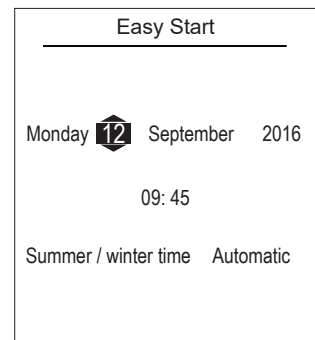 Easy Start
Monday 12 September 2016
09: 45
Summer / winter time Automatic